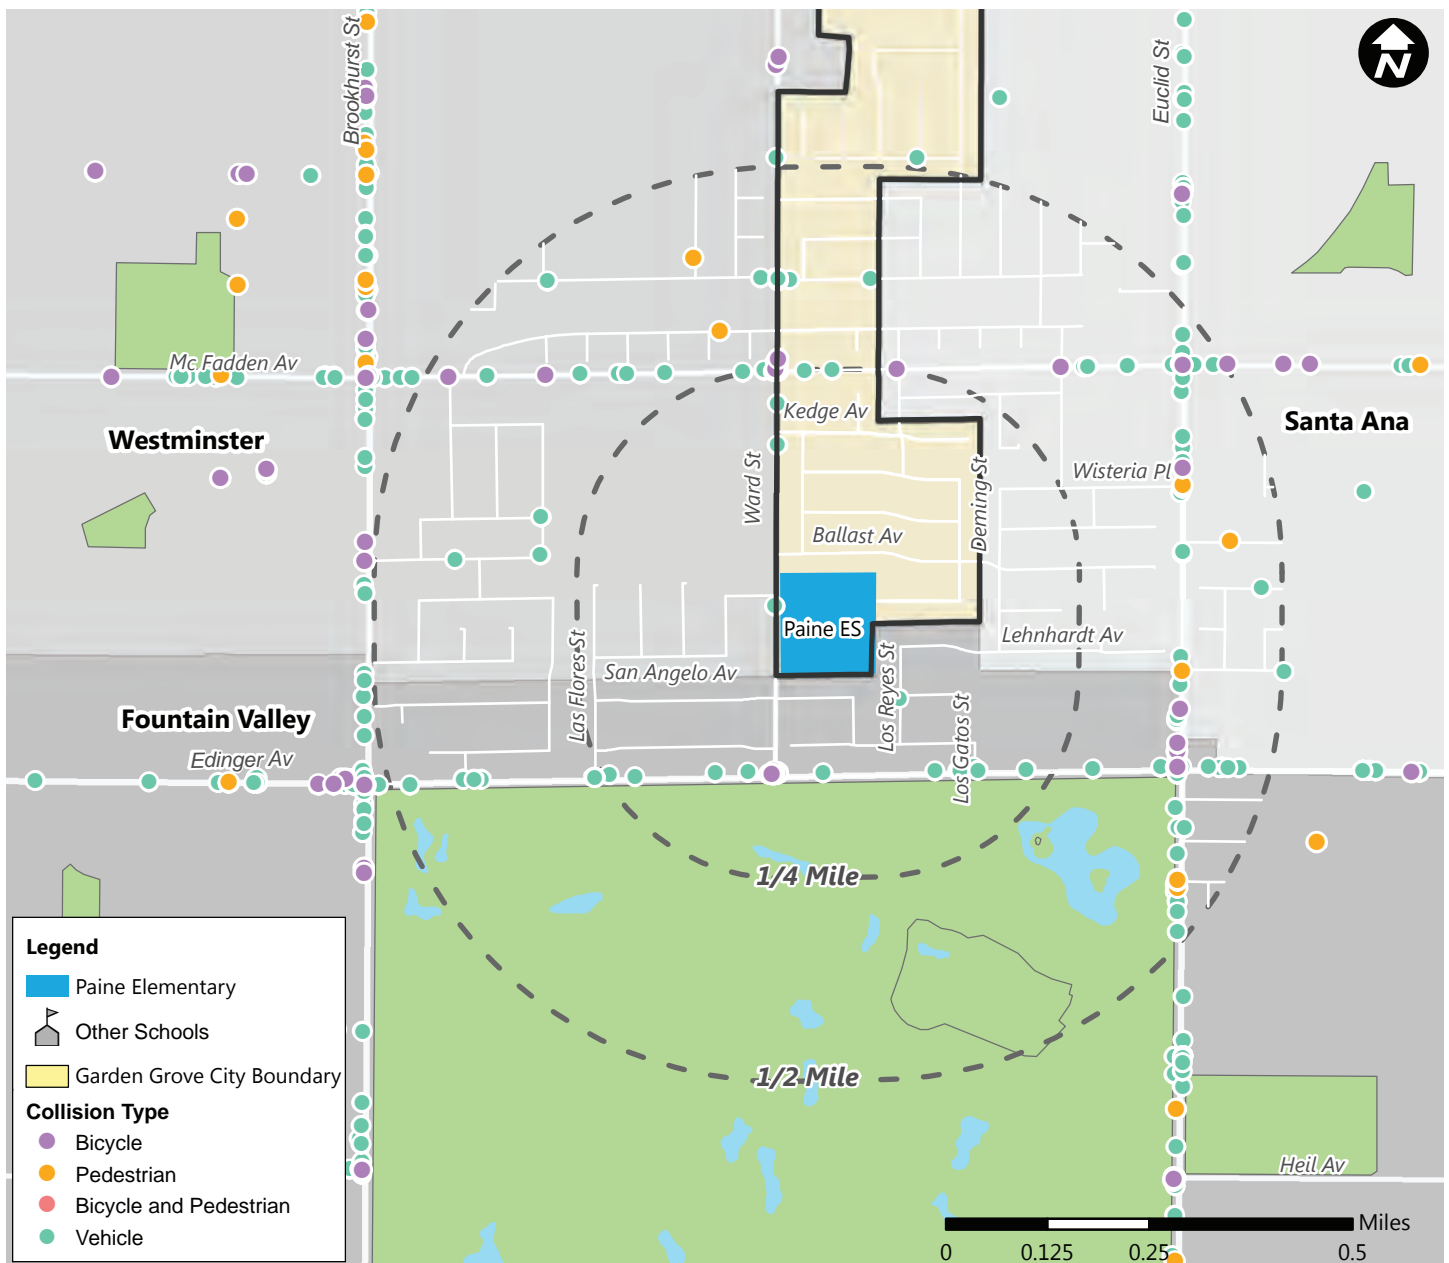 Brookhurst St
Euclid St
N
Mc Fadden Av
Kedge Av
Westminster
Santa Ana
Ward St
Deming St
Wisteria Pl
Ballast Av
Paine ES
Lehnhardt Av
Las Flores St
San Angelo Av
Los Reyes St
Los Gatos St
Fountain Valley
Edinger Av
1/4 Mile
1/2 Mile
Heil Av
Legend
Paine Elementary
Other Schools
Garden Grove City Boundary
Collision Type
Bicycle
Pedestrian
Bicycle and Pedestrian
Vehicle
Miles
0 0.125 0.25 0.5